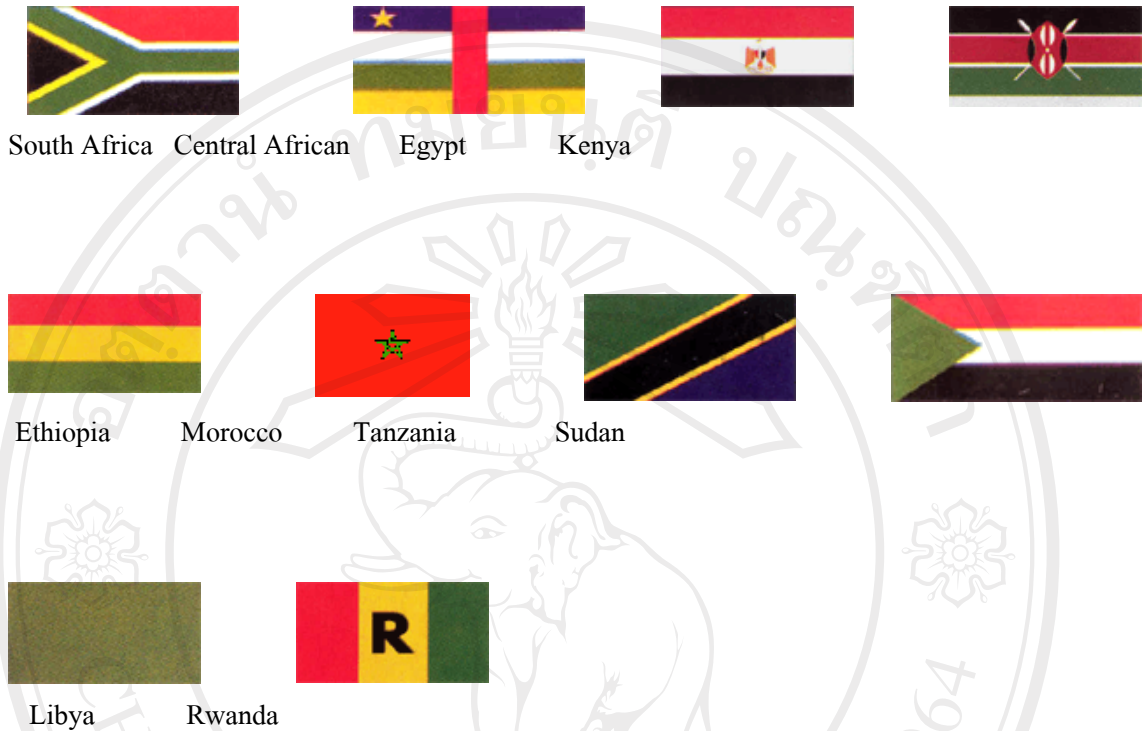 South Africa Central African Egypt Kenya
Ethiopia Morocco Tanzania Sudan
R
Libya Rwanda